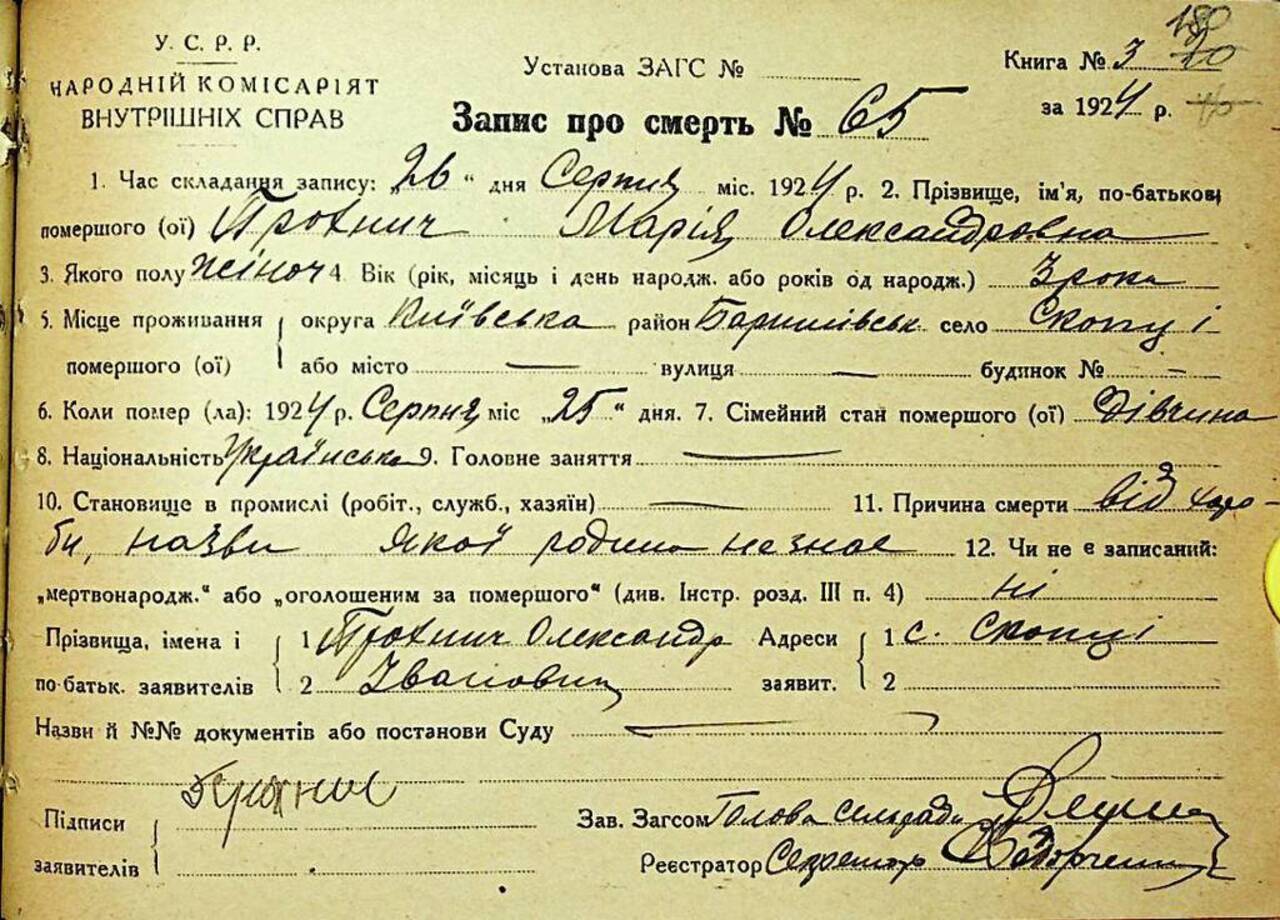 У. С. Р. Р.
НАРОДНІЙ КОМІСАРІЯТ
ВНУТРІШНІХ СПРАВ
Установа ЗАГС №
Книга № 3 180 20
за 1924 р.
Запис про смерть № 65
1. Час складання запису: „26“ дня Серпня міс. 1924 р. 2. Прізвище, ім'я, по-батькові
помершого (ої) Прохнич Марія Олександровна
3. Якого полу жіноч 4. Вік (рік, місяць і день народж. або років од народж.) 3 рока
5. Місце проживання помершого (ої) округа Київська район Баришівськ село Скопці
або місто — вулиця — будинок № -
6. Коли помер (ла): 1924 р. Серпня міс „25“ дня. 7. Сімейний стан помершого (ої) Дівчина
8. Національність Українська 9. Головне заняття —
10. Становище в промислі (робіт., служб., хазяїн) — 11. Причина смерти від хоро-
би, назви якої родина не знає 12. Чи не є записаний:
„мертвонародж.“ або „оголошеним за помершого“ (див. Інстр. розд. III п. 4) ні
Прізвища, імена і по батьк. заявителів 1 Прохнич Олександр Адреси заявит. 1 с. Скопці
2 Іванович 2
Назви й №№ документів або постанови Суду —
Підписи заявителів Прохнич
Зав. Загсом Голова сільради
Реєстратор Секретар Федорченко